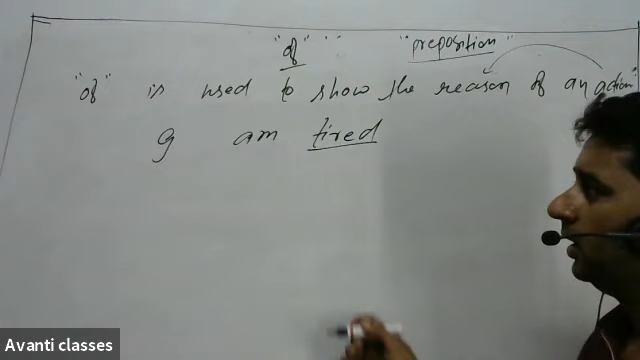 "of" "preposition"
"of" is used to show the reason of an action
I am tired
Avanti classes